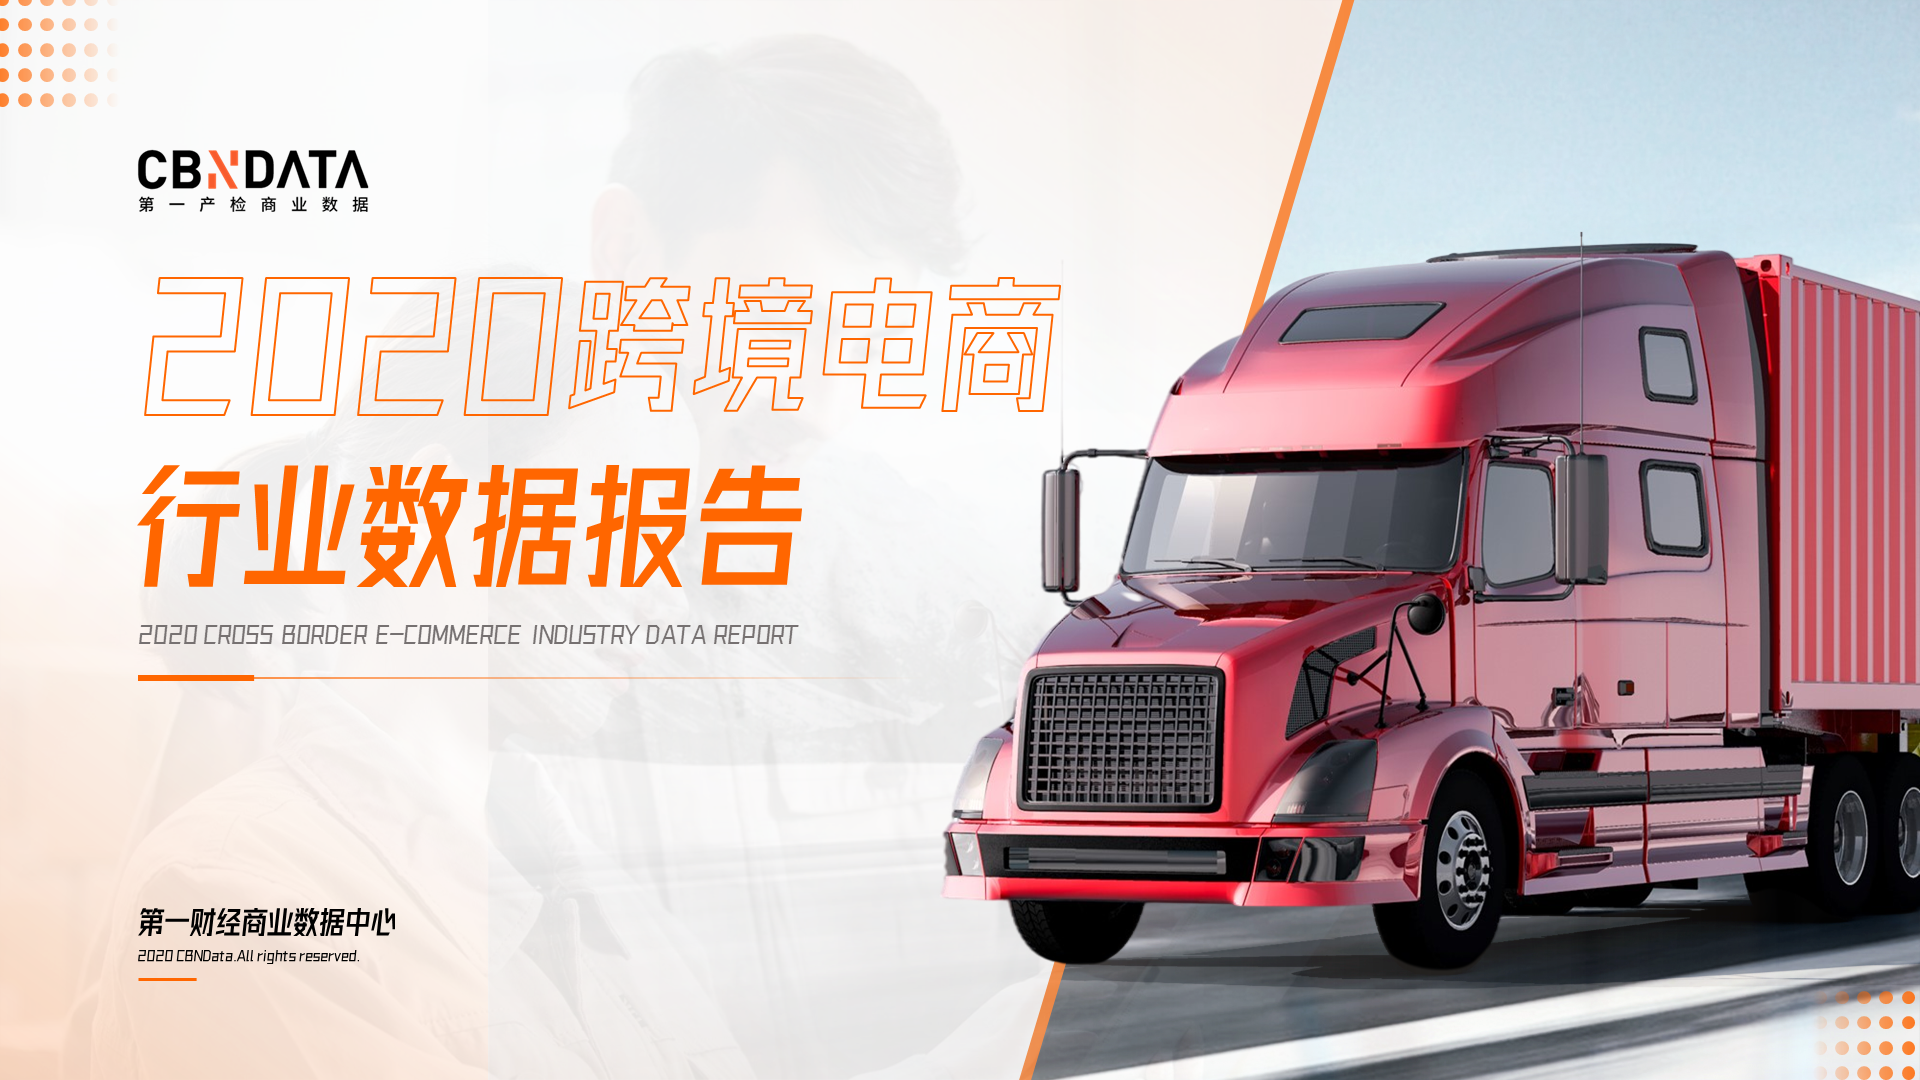 CBNDATA
第一产检商业数据
2020跨境电商
行业数据报告
2020 CROSS BORDER E-COMMERCE INDUSTRY DATA REPORT
第一财经商业数据中心
2020 CBNData.All rights reserved.